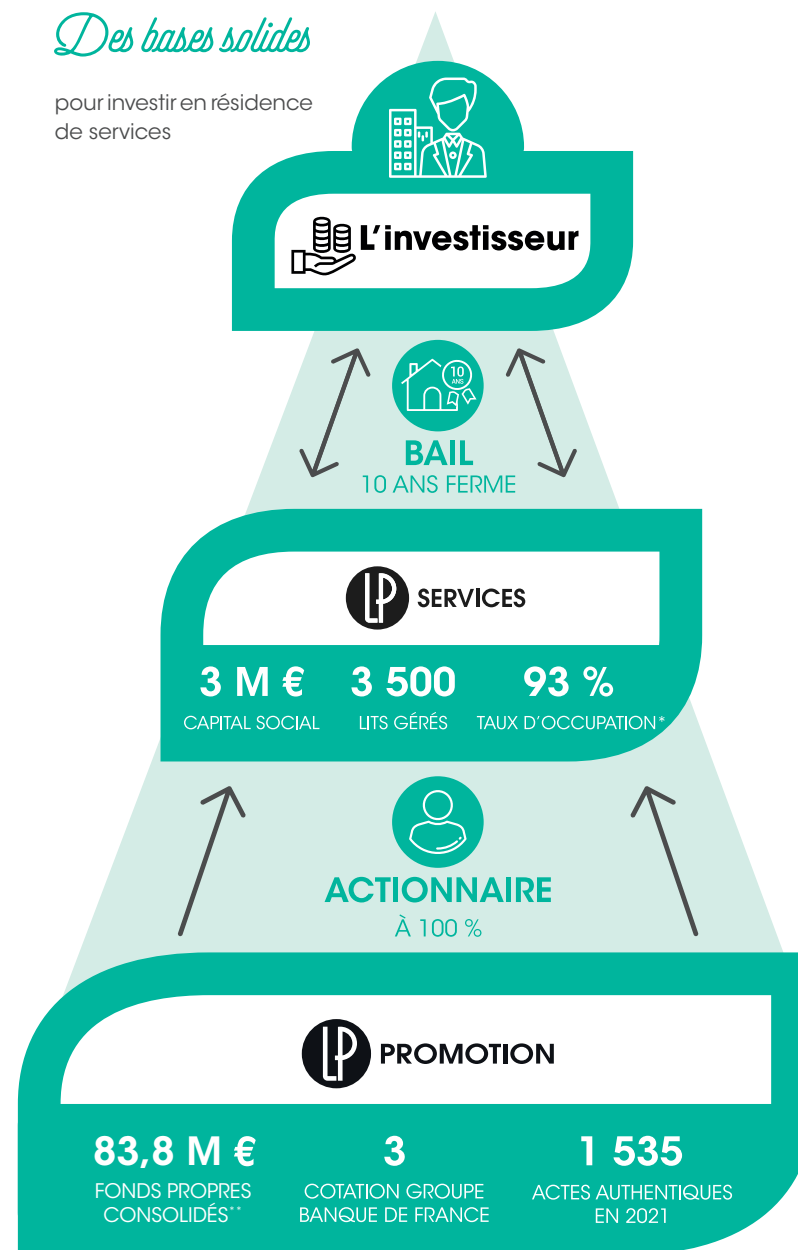 Des bases solides
pour investir en résidence
de services
L'investisseur
10
ANS
BAIL
10 ANS FERME
LP SERVICES
3 M € 3 500 93 %
CAPITAL SOCIAL LITS GÉRÉS TAUX D'OCCUPATION*
ACTIONNAIRE
À 100 %
LP PROMOTION
83,8 M € 3 1 535
FONDS PROPRES COTATION GROUPE ACTES AUTHENTIQUES
CONSOLIDÉS** BANQUE DE FRANCE EN 2021